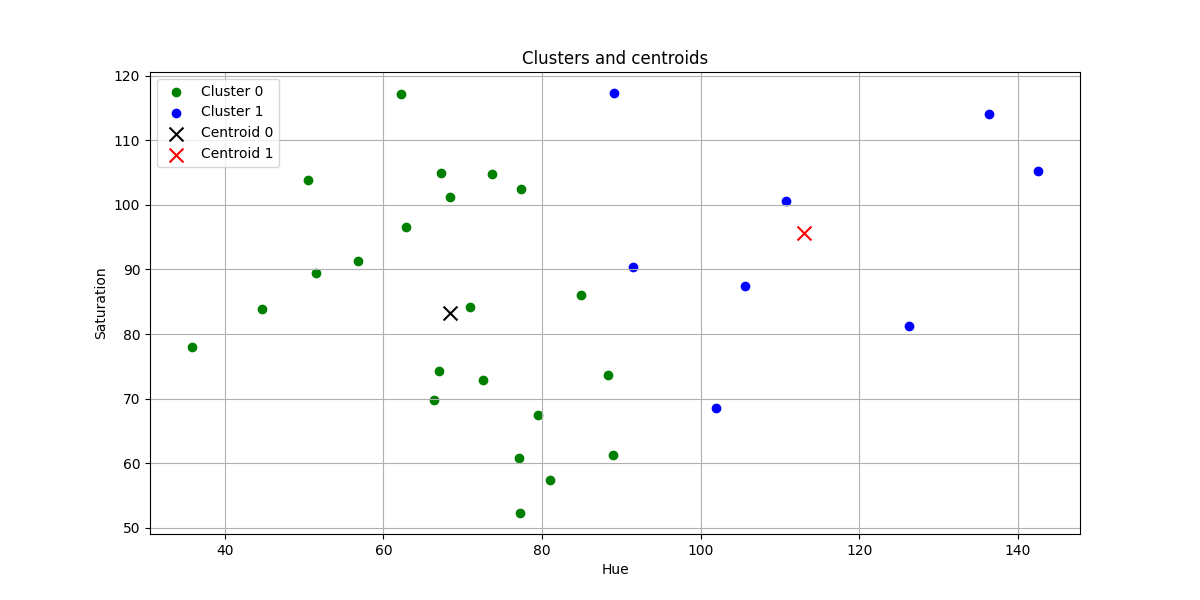 Clusters and centroids
Cluster 0
Cluster 1
Centroid 0
Centroid 1
120
110
100
90
80
70
60
50
Saturation
40 60 80 100 120 140
Hue